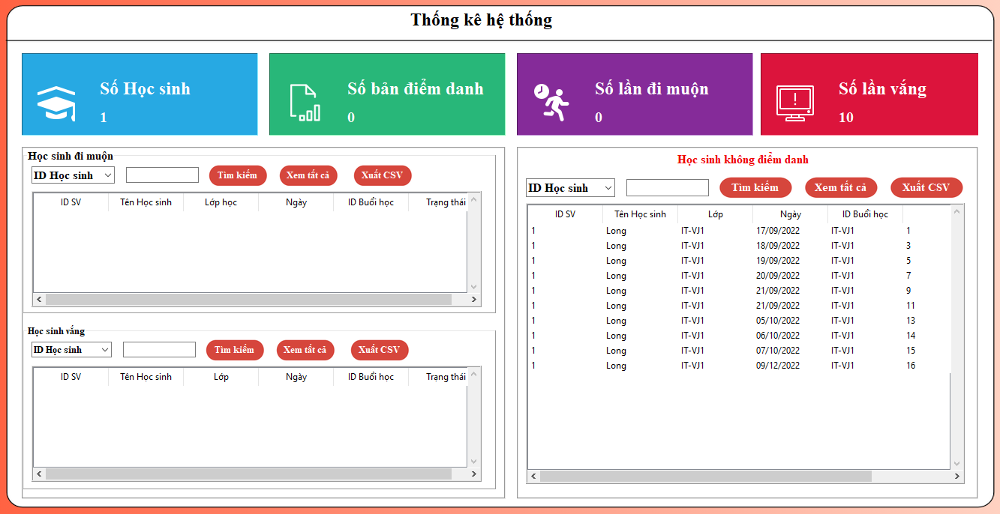 Thống kê hệ thống
Số Học sinh
1
Số bản điểm danh
0
Số lần đi muộn
0
Số lần vắng
10
Học sinh đi muộn
ID Học sinh Tìm kiếm Xem tất cả Xuất CSV
ID SV Tên Học sinh Lớp học Ngày ID Buổi học Trạng thái
Học sinh vắng
ID Học sinh Tìm kiếm Xem tất cả Xuất CSV
ID SV Tên Học sinh Lớp Ngày ID Buổi học Trạng thái
Học sinh không điểm danh
ID Học sinh Tìm kiếm Xem tất cả Xuất CSV
ID SV Tên Học sinh Lớp Ngày ID Buổi học
1 Long IT-VJ1 17/09/2022 IT-VJ1 1
1 Long IT-VJ1 18/09/2022 IT-VJ1 3
1 Long IT-VJ1 19/09/2022 IT-VJ1 5
1 Long IT-VJ1 20/09/2022 IT-VJ1 7
1 Long IT-VJ1 21/09/2022 IT-VJ1 9
1 Long IT-VJ1 21/09/2022 IT-VJ1 11
1 Long IT-VJ1 05/10/2022 IT-VJ1 13
1 Long IT-VJ1 06/10/2022 IT-VJ1 14
1 Long IT-VJ1 07/10/2022 IT-VJ1 15
1 Long IT-VJ1 09/12/2022 IT-VJ1 16